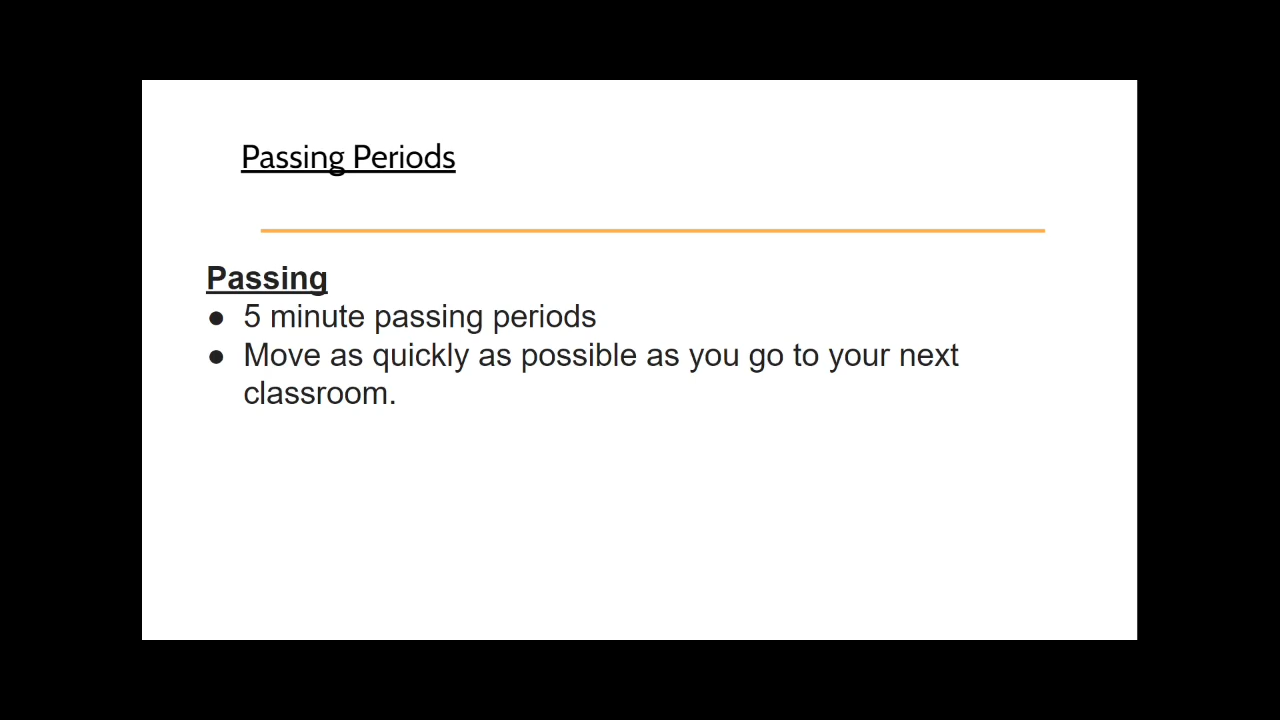 Passing Periods
Passing
● 5 minute passing periods
● Move as quickly as possible as you go to your next
classroom.